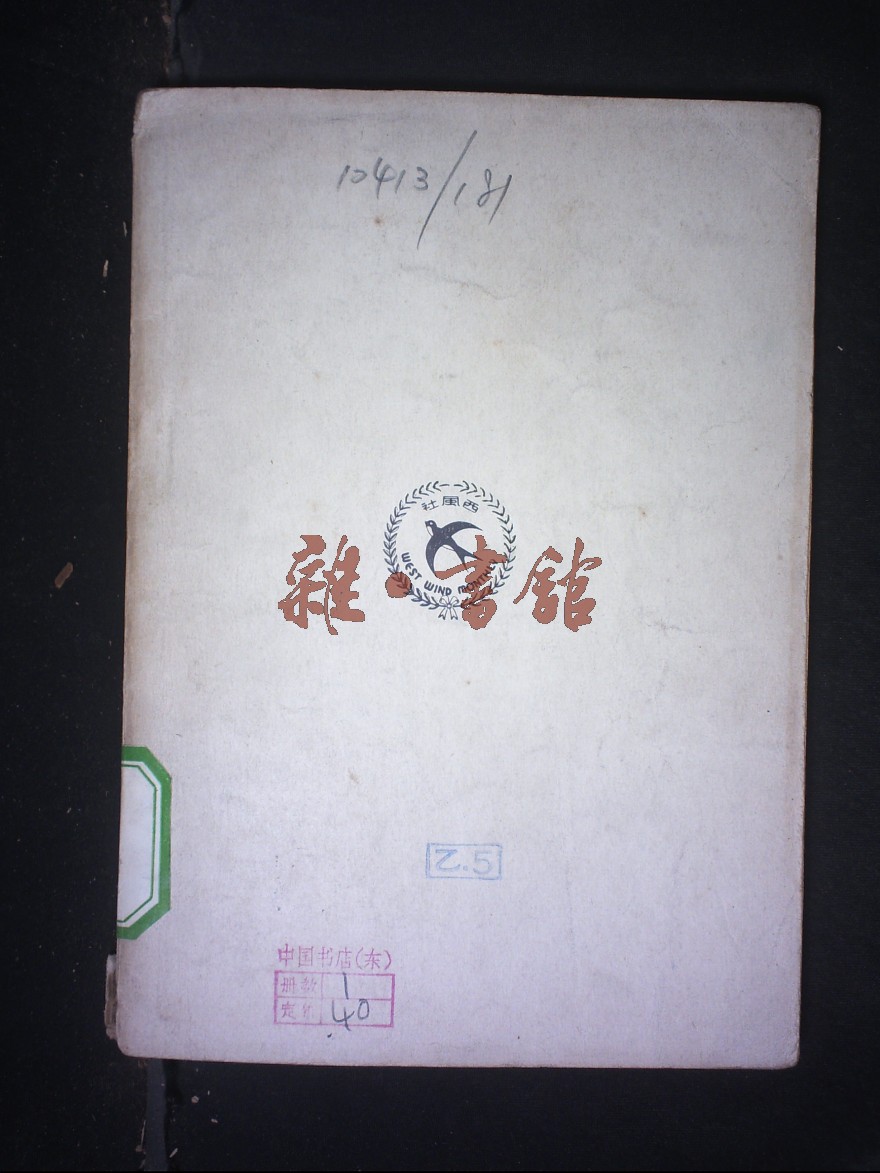 10413/181
西風社
WEST WIND MONTHLY
雜·書館
乙.5
中国书店(东)
册数 1
定价 40